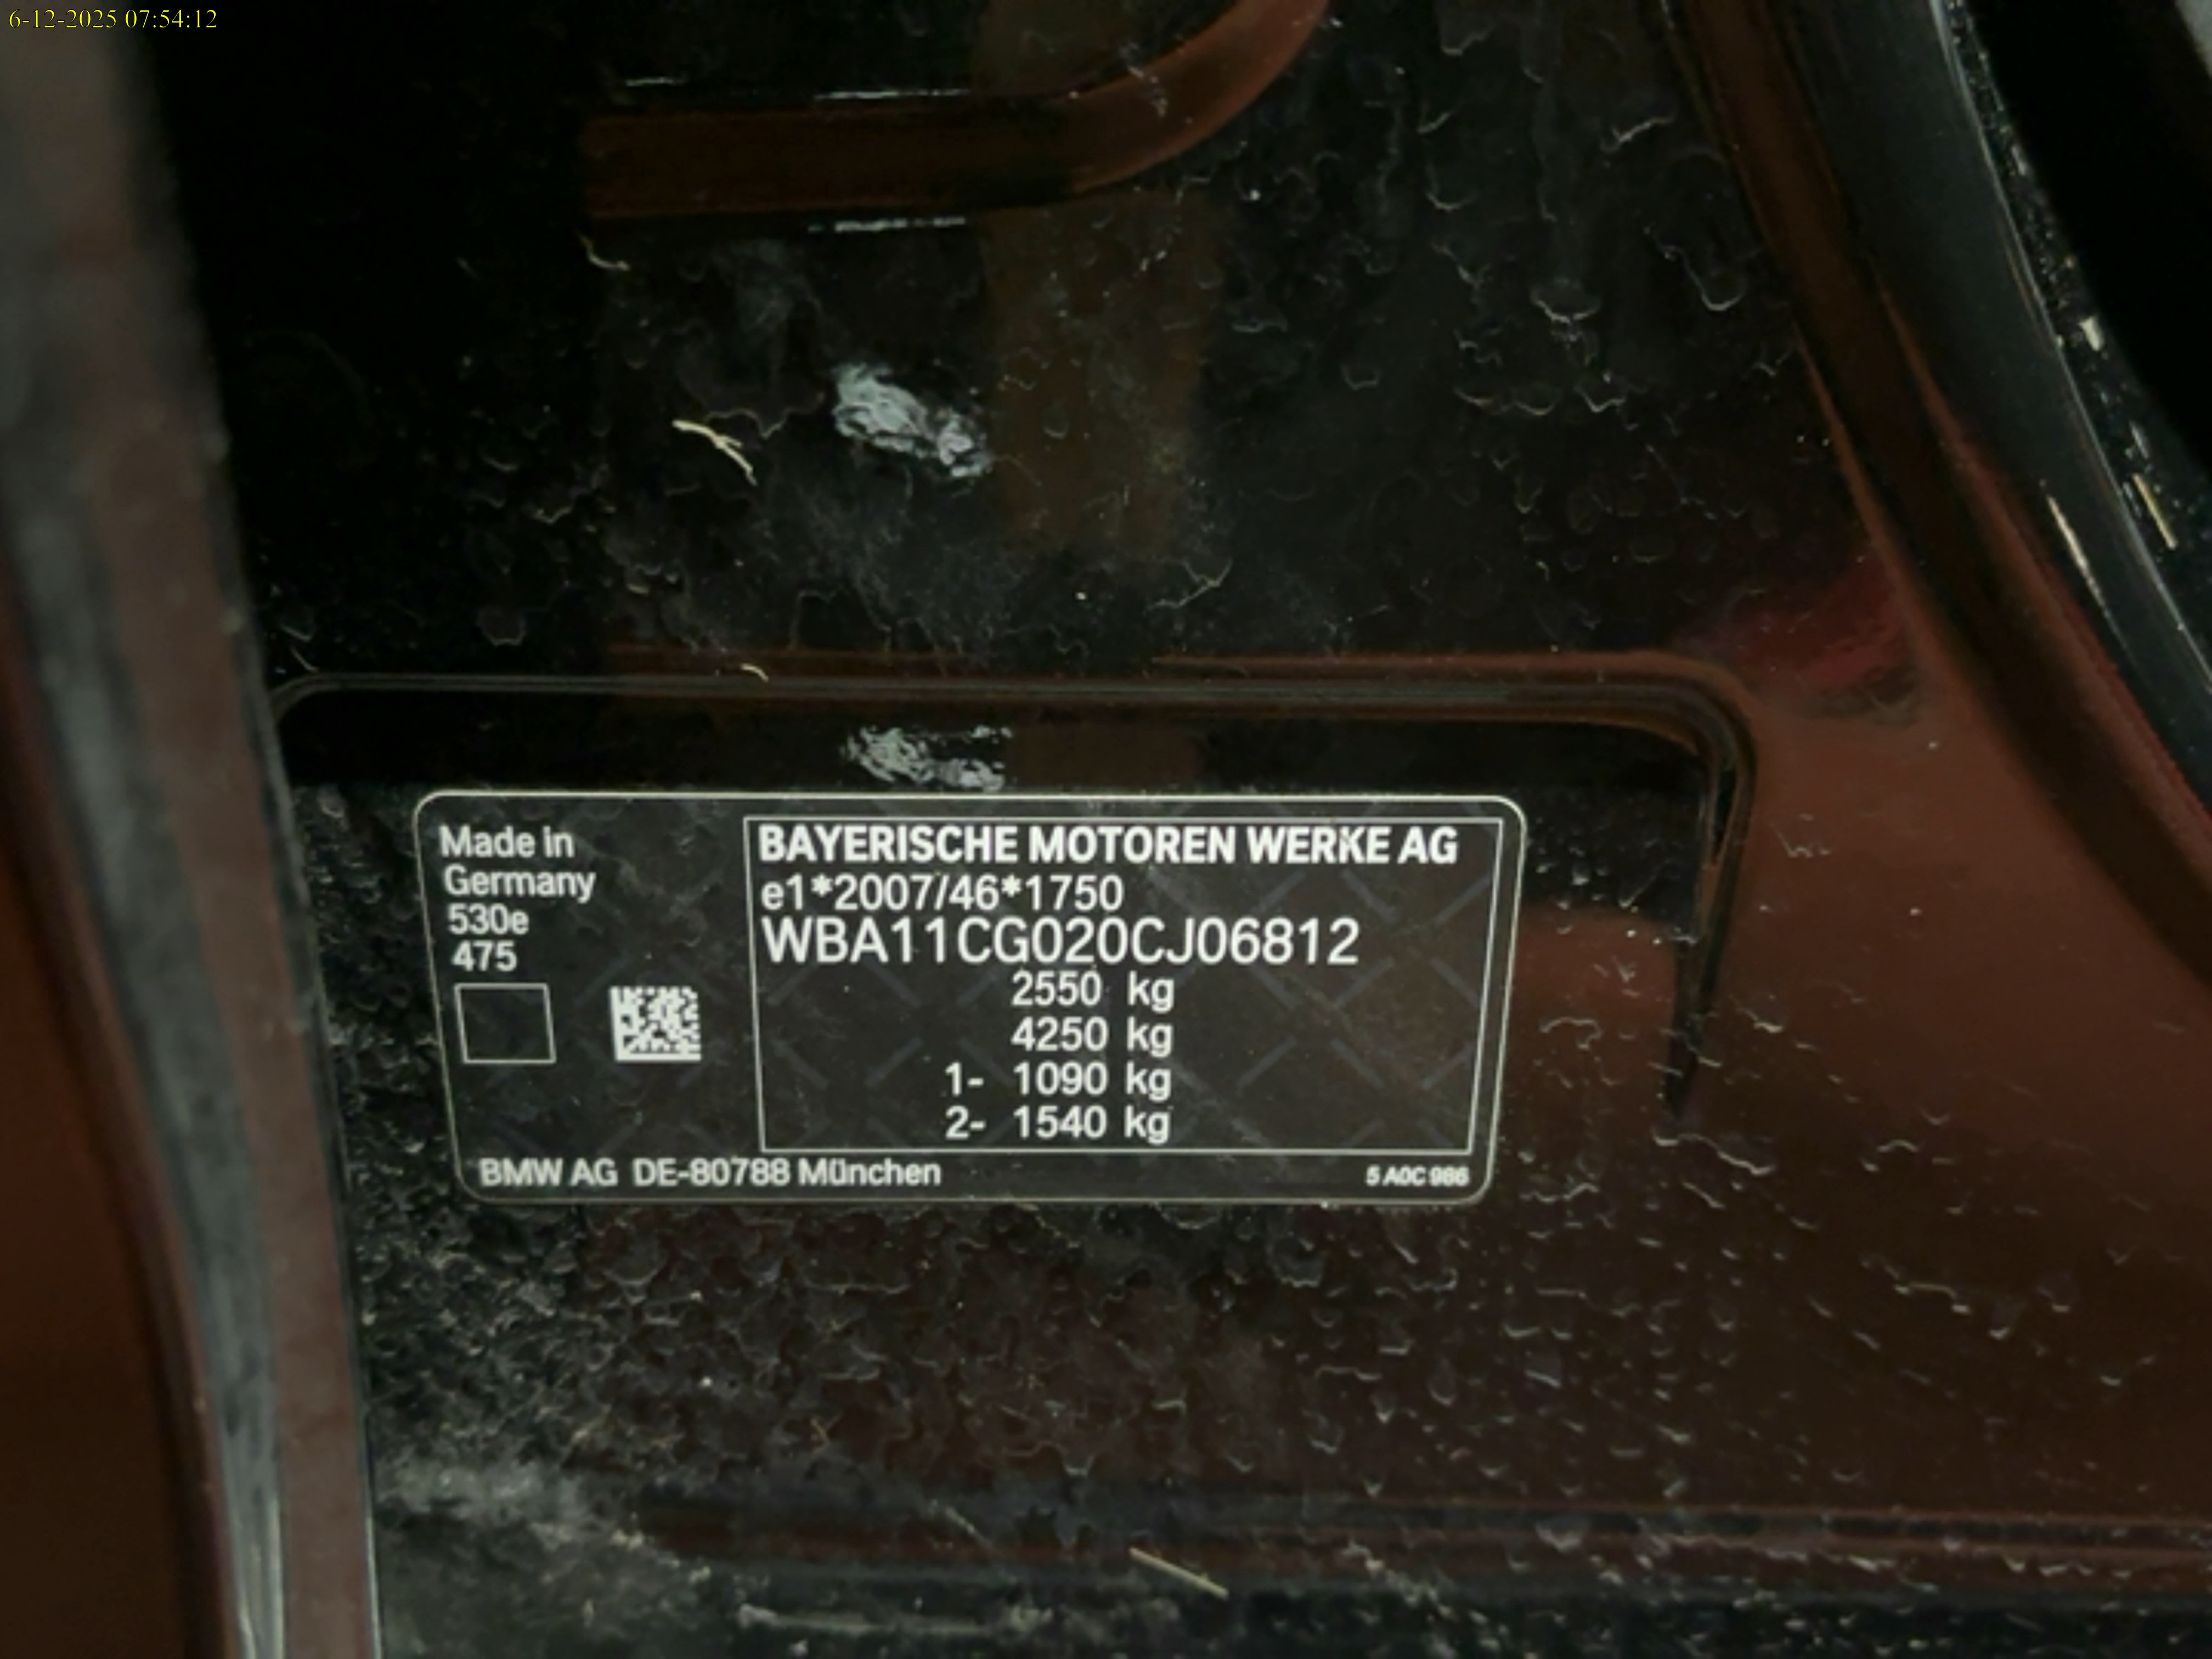 6-12-2025 07:54:12
Made in
Germany
530e
475
BAYERISCHE MOTOREN WERKE AG
e1*2007/46*1750
WBA11CG020CJ06812
2550 kg
4250 kg
1- 1090 kg
2- 1540 kg
BMW AG DE-80788 München
5 A0C 986